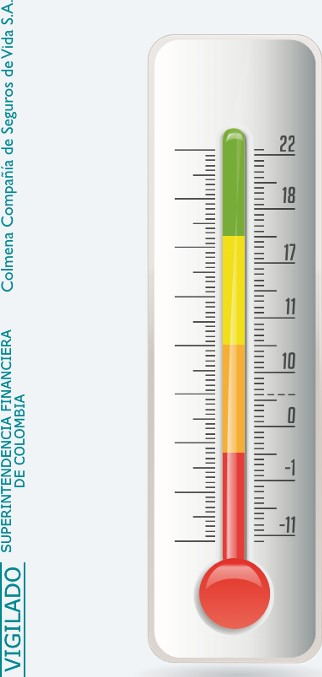 Colmena Compañía de Seguros de Vida S.A.
SUPERINTENDENCIA FINANCIERA
DE COLOMBIA
VIGILADO
22
18
17
11
10
0
-1
-11